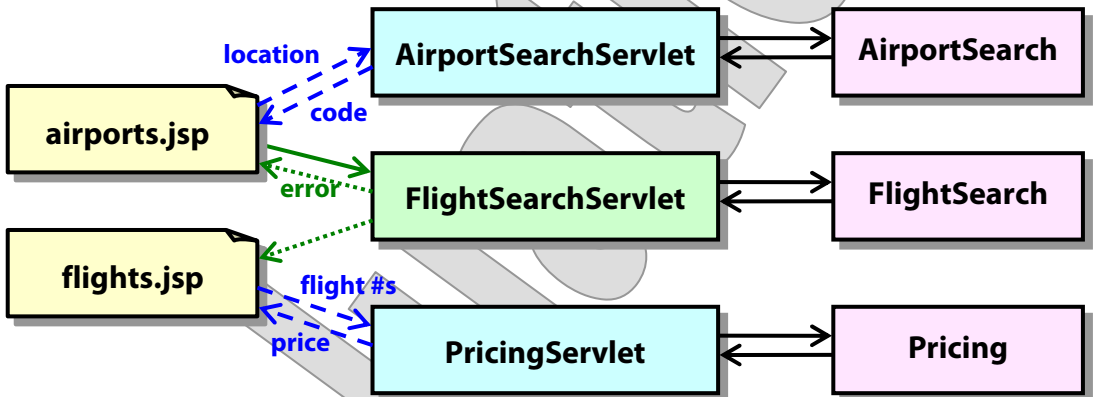 location
AirportSearchServlet
AirportSearch
code
airports.jsp
error
FlightSearchServlet
FlightSearch
flights.jsp
flight #s
price
PricingServlet
Pricing